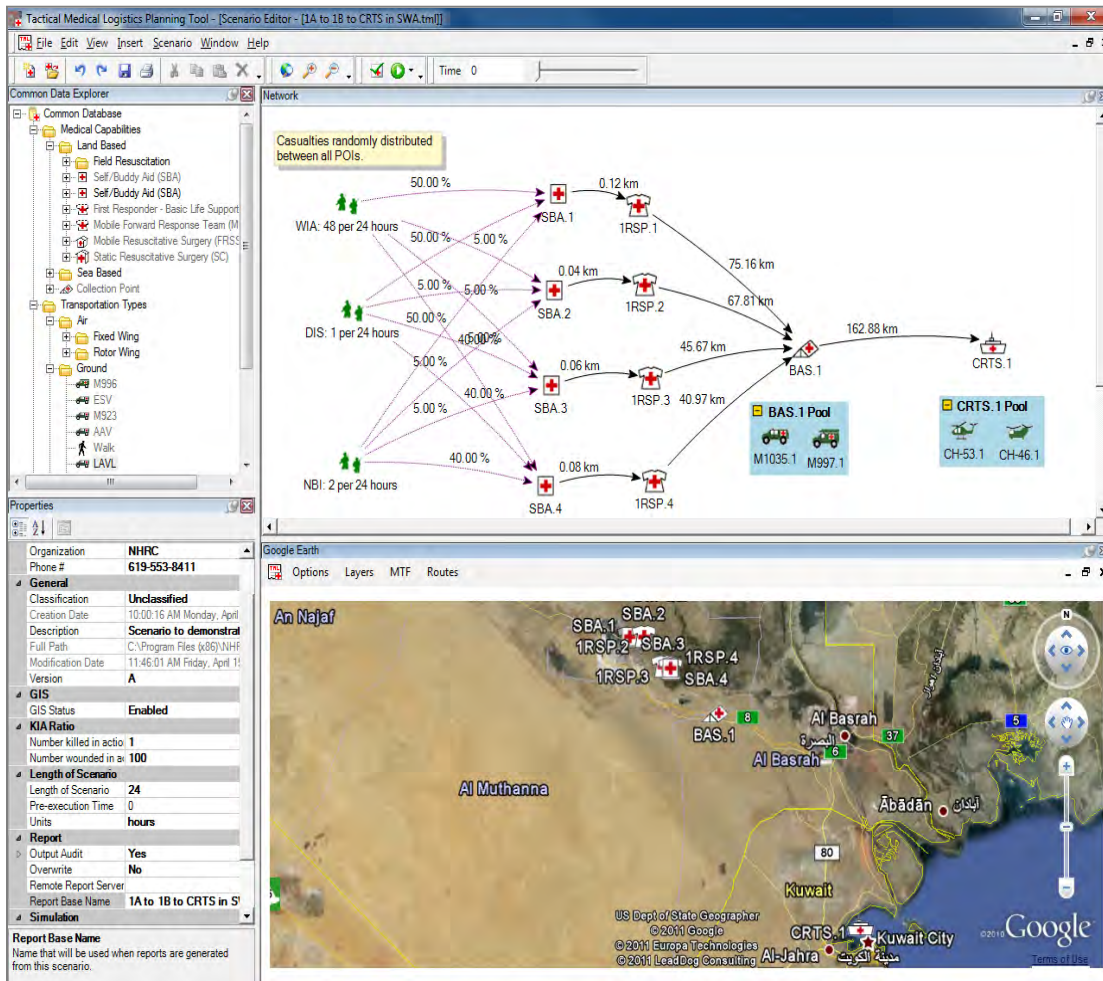 Tactical Medical Logistics Planning Tool - [Scenario Editor - [1A to 1B to CRTS in SWA.tml]]
File Edit View Insert Scenario Window Help
Time 0
Common Data Explorer
Common Database
Medical Capabilities
Land Based
Field Resuscitation
Self/Buddy Aid (SBA)
Self/Buddy Aid (SBA)
First Responder - Basic Life Support
Mobile Forward Response Team (M
Mobile Resuscitative Surgery (FRSS
Static Resuscitative Surgery (SC)
Sea Based
Collection Point
Transportation Types
Air
Fixed Wing
Rotor Wing
Ground
M996
ESV
M923
AAV
Walk
LAVL
Properties
Organization NHRC
Phone # 619-553-8411
General
Classification Unclassified
Creation Date 10:00:16 AM Monday, April
Description Scenario to demonstrat
Full Path C:\Program Files (x86)\NHF
Modification Date 11:46:01 AM Friday, April 15
Version A
GIS
GIS Status Enabled
KIA Ratio
Number killed in actio 1
Number wounded in ac 100
Length of Scenario
Length of Scenario 24
Pre-execution Time 0
Units hours
Report
Output Audit Yes
Overwrite No
Remote Report Server
Report Base Name 1A to 1B to CRTS in SW
Simulation
Report Base Name
Name that will be used when reports are generated
from this scenario.
Network
Casualties randomly distributed
between all POIs.
WIA: 48 per 24 hours
DIS: 1 per 24 hours
NBI: 2 per 24 hours
50.00 %
50.00 %
5.00 %
5.00 %
5.00 %
50.00 %
5.00 %
40.00 %
5.00 %
5.00 %
40.00 %
40.00 %
SBA.1
0.12 km
1RSP.1
75.16 km
SBA.2
0.04 km
1RSP.2
67.81 km
SBA.3
0.06 km
1RSP.3
45.67 km
SBA.4
0.08 km
1RSP.4
40.97 km
BAS.1
162.88 km
CRTS.1
BAS.1 Pool
M1035.1 M997.1
CRTS.1 Pool
CH-53.1 CH-46.1
Google Earth
Options Layers MTF Routes
An Najaf
SBA.2
SBA.1
1RSP.2 SBA.3
1RSP.4
1RSP.3 SBA.4
BAS.1
8
Al Basrah
البصرة
37
6
Al Basrah
5
Al Muthanna
Ābādān
آبادان
80
Kuwait
US Dept of State Geographer
© 2011 Google
© 2011 Europa Technologies
© 2011 LeadDog Consulting
CRTS.1
Kuwait City
Al-Jahra
مدينة الكويت
N
©2010 Google
Terms of Use